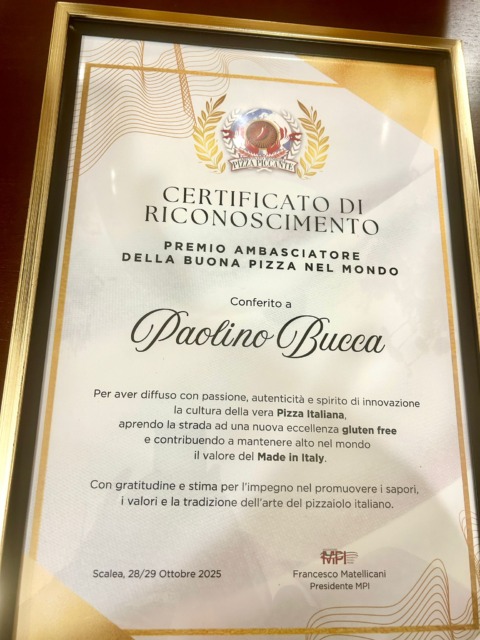 PIZZA PICCANTE
CERTIFICATO DI
RICONOSCIMENTO
PREMIO AMBASCIATORE
DELLA BUONA PIZZA NEL MONDO
Conferito a
Paolino Bucca
Per aver diffuso con passione, autenticità e spirito di innovazione
la cultura della vera Pizza Italiana,
aprendo la strada ad una nuova eccellenza gluten free
e contribuendo a mantenere alto nel mondo
il valore del Made in Italy.
Con gratitudine e stima per l'impegno nel promuovere i sapori,
i valori e la tradizione dell'arte del pizzaiolo italiano.
MPI
Scalea, 28/29 Ottobre 2025
Francesco Matellicani
Presidente MPI